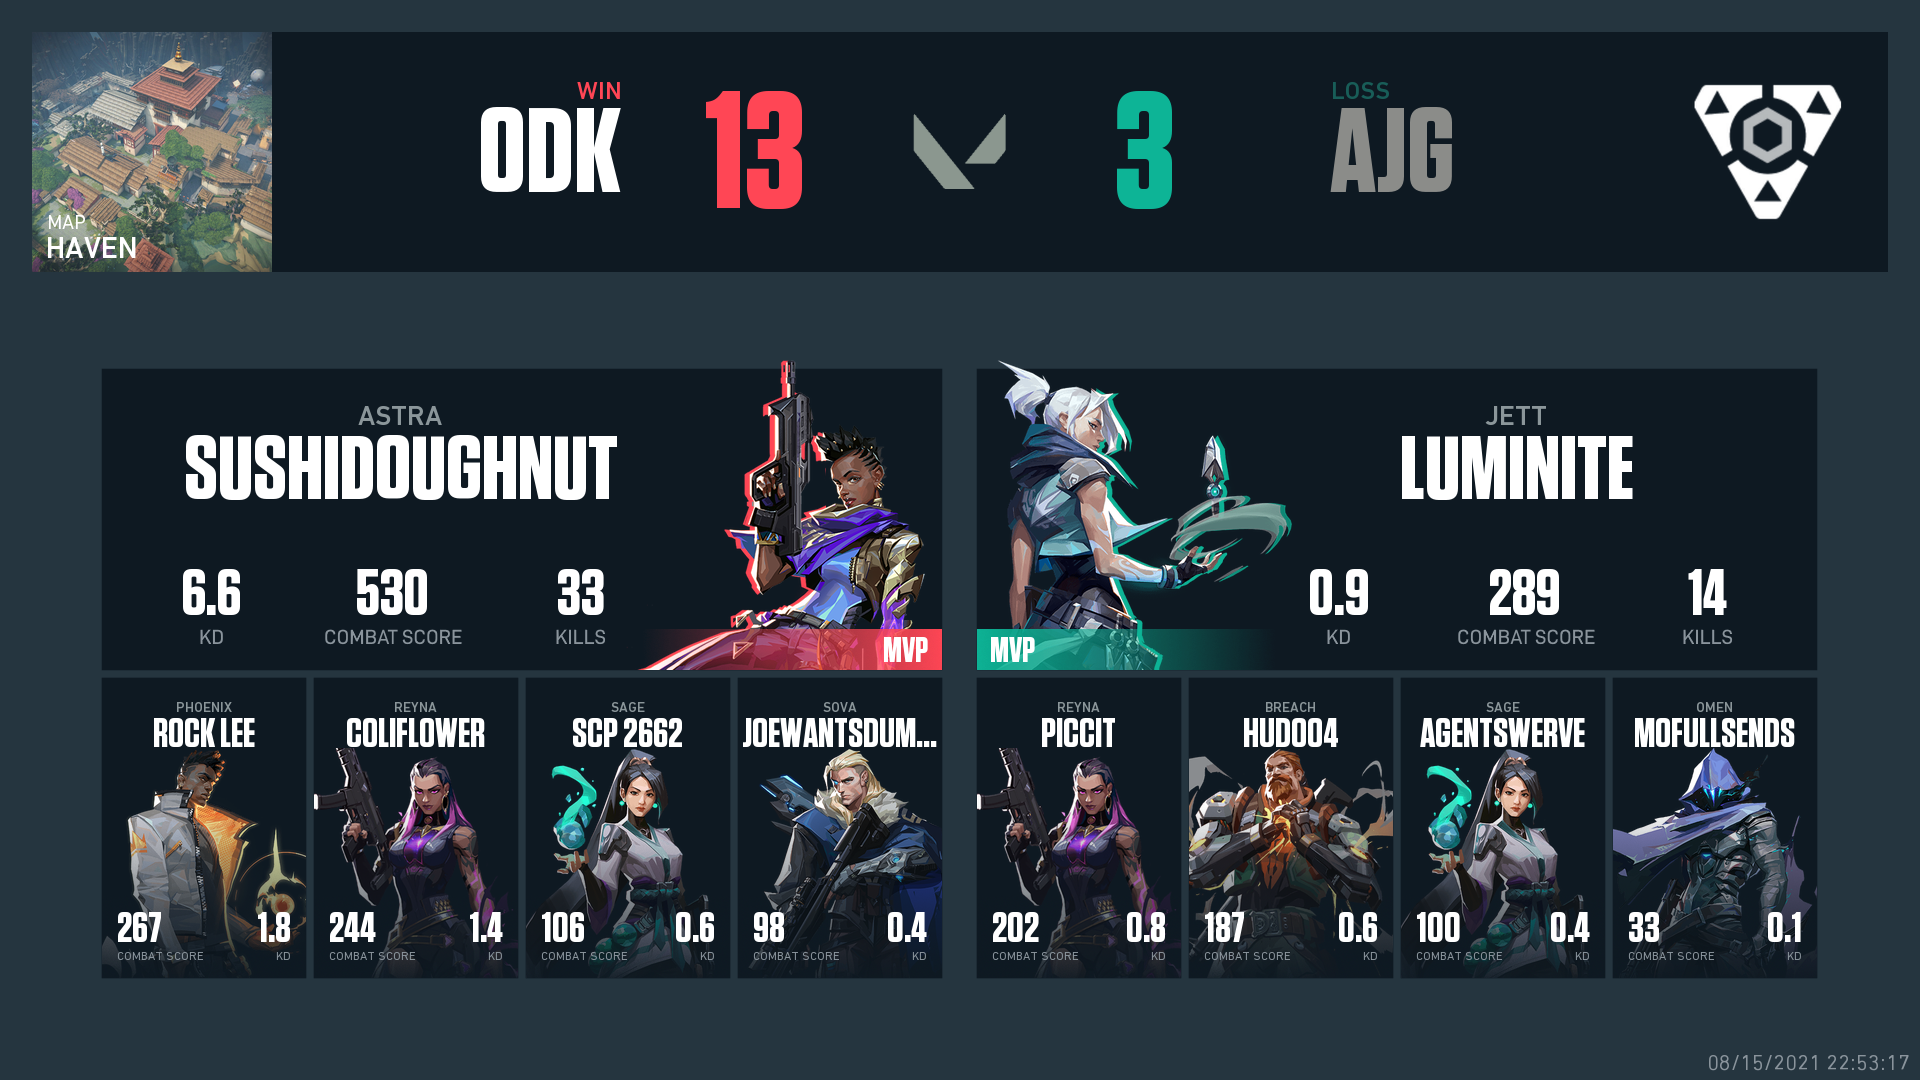 MAP
HAVEN
WIN
ODK
13
3
LOSS
AJG
ASTRA
SUSHIDOUGHNUT
6.6
KD
530
COMBAT SCORE
33
KILLS
MVP
JETT
LUMINITE
0.9
KD
289
COMBAT SCORE
14
KILLS
MVP
PHOENIX
ROCK LEE
267
COMBAT SCORE
1.8
KD
REYNA
COLIFLOWER
244
COMBAT SCORE
1.4
KD
SAGE
SCP 2662
106
COMBAT SCORE
0.6
KD
SOVA
JOEWANTSDUM...
98
COMBAT SCORE
0.4
KD
REYNA
PICCIT
202
COMBAT SCORE
0.8
KD
BREACH
HUD004
187
COMBAT SCORE
0.6
KD
SAGE
AGENTSWERVE
100
COMBAT SCORE
0.4
KD
OMEN
MOFULLSENDS
33
COMBAT SCORE
0.1
KD
08/15/2021 22:53:17